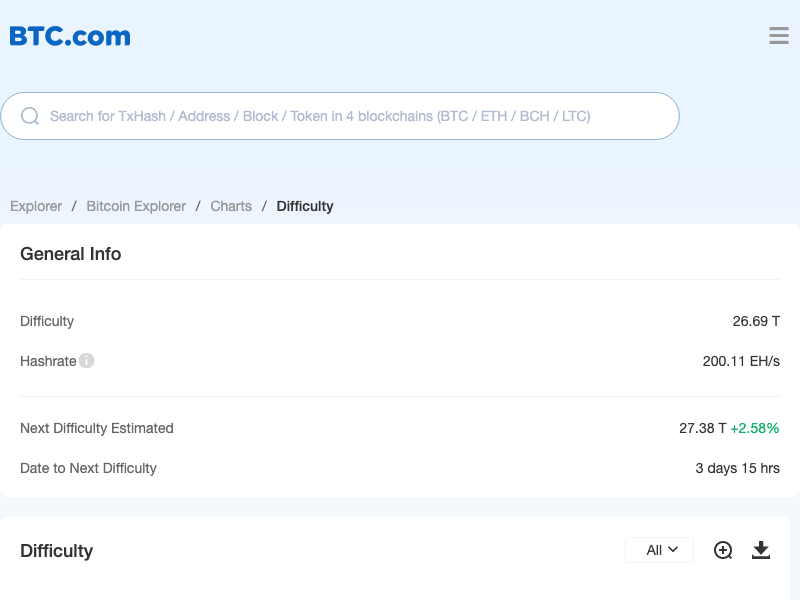 BTC.com
Search for TxHash / Address / Block / Token in 4 blockchains (BTC / ETH / BCH / LTC)
Explorer / Bitcoin Explorer / Charts / Difficulty
General Info
Difficulty 26.69 T
Hashrate 200.11 EH/s
Next Difficulty Estimated 27.38 T +2.58%
Date to Next Difficulty 3 days 15 hrs
Difficulty All